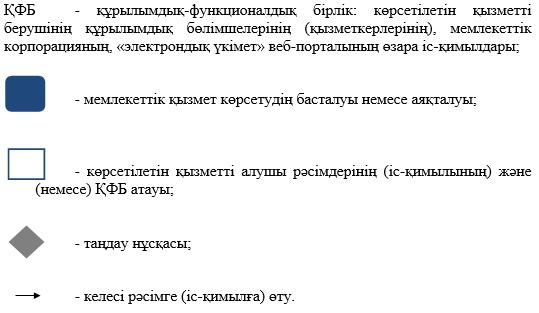 ҚФБ - құрылымдық-функционалдық бірлік: көрсетілетін қызметті
берушінің құрылымдық бөлімшелерінің (қызметкерлерінің), мемлекеттік
корпорацияның, «электрондық үкімет» веб-порталының өзара іс-қимылдары;
- мемлекеттік қызмет көрсетудің басталуы немесе аяқталуы;
- көрсетілетін қызметті алушы рәсімдерінің (іс-қимылының) және
(немесе) ҚФБ атауы;
- таңдау нұсқасы;
- келесі рәсімге (іс-қимылға) өту.